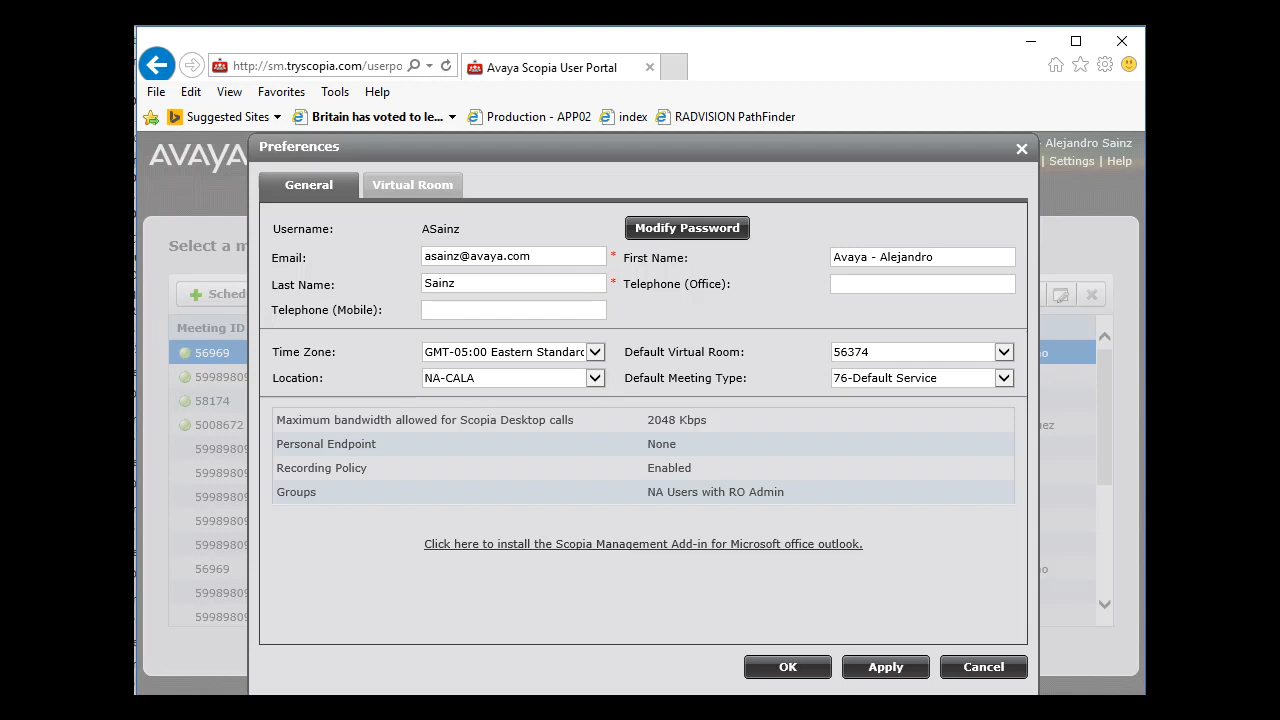 http://sm.tryscopia.com/userpo
Avaya Scopia User Portal
File Edit View Favorites Tools Help
Suggested Sites Britain has voted to le... Production - APP02 index RADVISION PathFinder
AVAYA
Alejandro Sainz
| Settings | Help
Preferences
General Virtual Room
Username: ASainz Modify Password
Email: asainz@avaya.com * First Name: Avaya - Alejandro
Last Name: Sainz * Telephone (Office):
Telephone (Mobile):
Time Zone: GMT-05:00 Eastern Standard Default Virtual Room: 56374
Location: NA-CALA Default Meeting Type: 76-Default Service
Maximum bandwidth allowed for Scopia Desktop calls 2048 Kbps
Personal Endpoint None
Recording Policy Enabled
Groups NA Users with RO Admin
Click here to install the Scopia Management Add-in for Microsoft office outlook.
OK Apply Cancel
Select a m
Sched
Meeting ID
56969
59989809
58174
5008672
59989809
59989809
59989809
59989809
59989809
56969
59989809
59989809